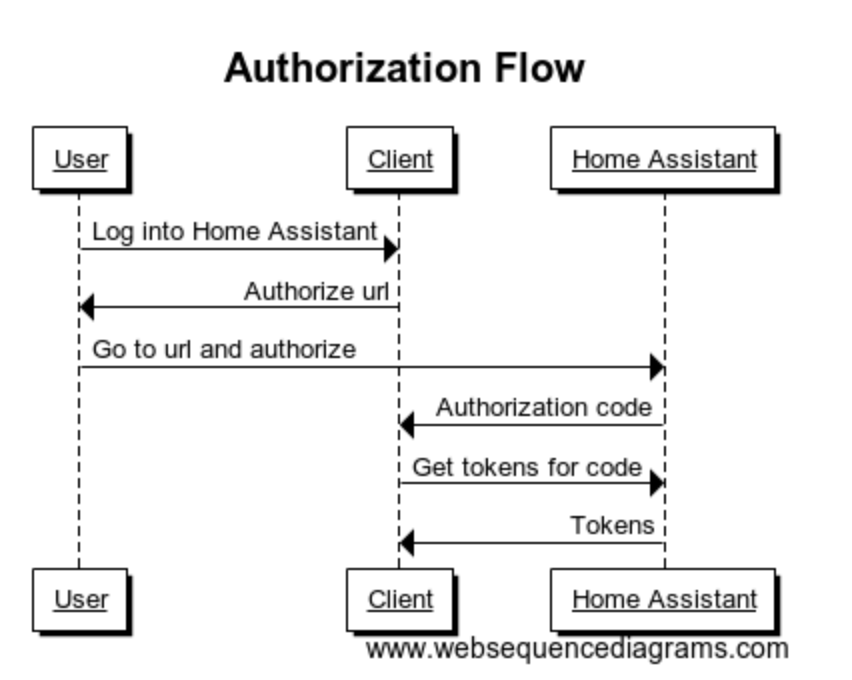 Authorization Flow
User
Client
Home Assistant
Log into Home Assistant
Authorize url
Go to url and authorize
Authorization code
Get tokens for code
Tokens
User
Client
Home Assistant
www.websequencediagrams.com